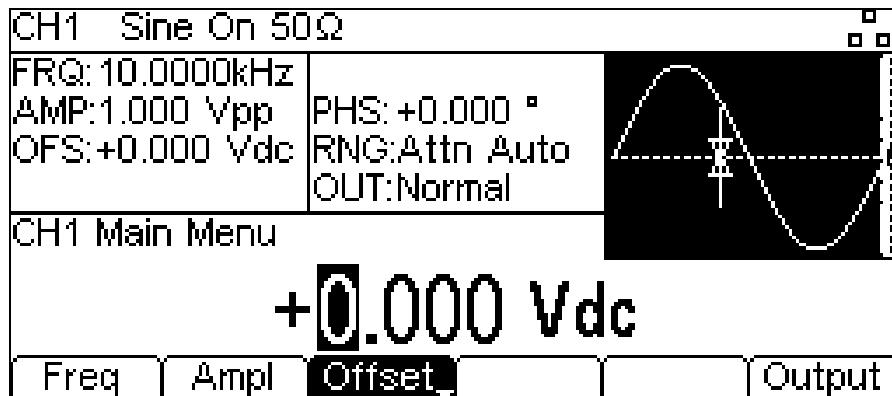 CH1 Sine On 50Ω
FRQ: 10.0000kHz
AMP:1.000 Vpp
OFS:+0.000 Vdc
PHS: +0.000 °
RNG:Attn Auto
OUT:Normal
CH1 Main Menu
+0.000 Vdc
Freq Ampl Offset Output